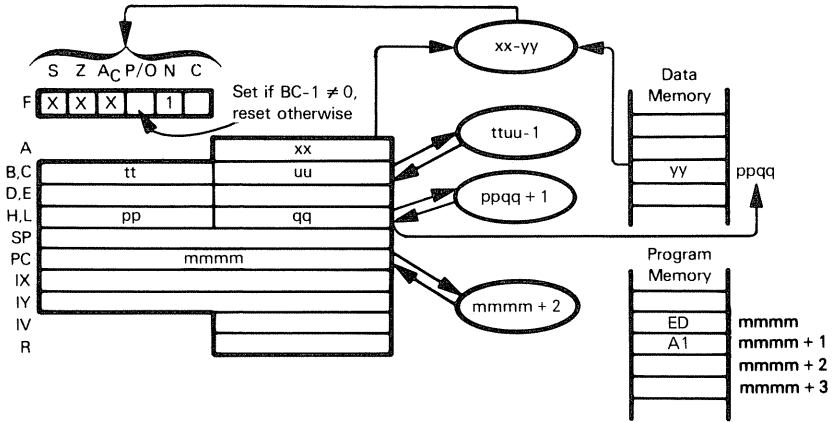 xx-yy
S Z AC P/O N C
F X X X 1
Set if BC-1 ≠ 0,
reset otherwise
Data
Memory
A xx
ttuu-1
B,C tt uu
yy ppqq
D,E
ppqq + 1
H,L pp qq
SP
PC mmmm
Program
Memory
IX
IY
mmmm + 2
IV
R
ED mmmm
A1 mmmm + 1
mmmm + 2
mmmm + 3